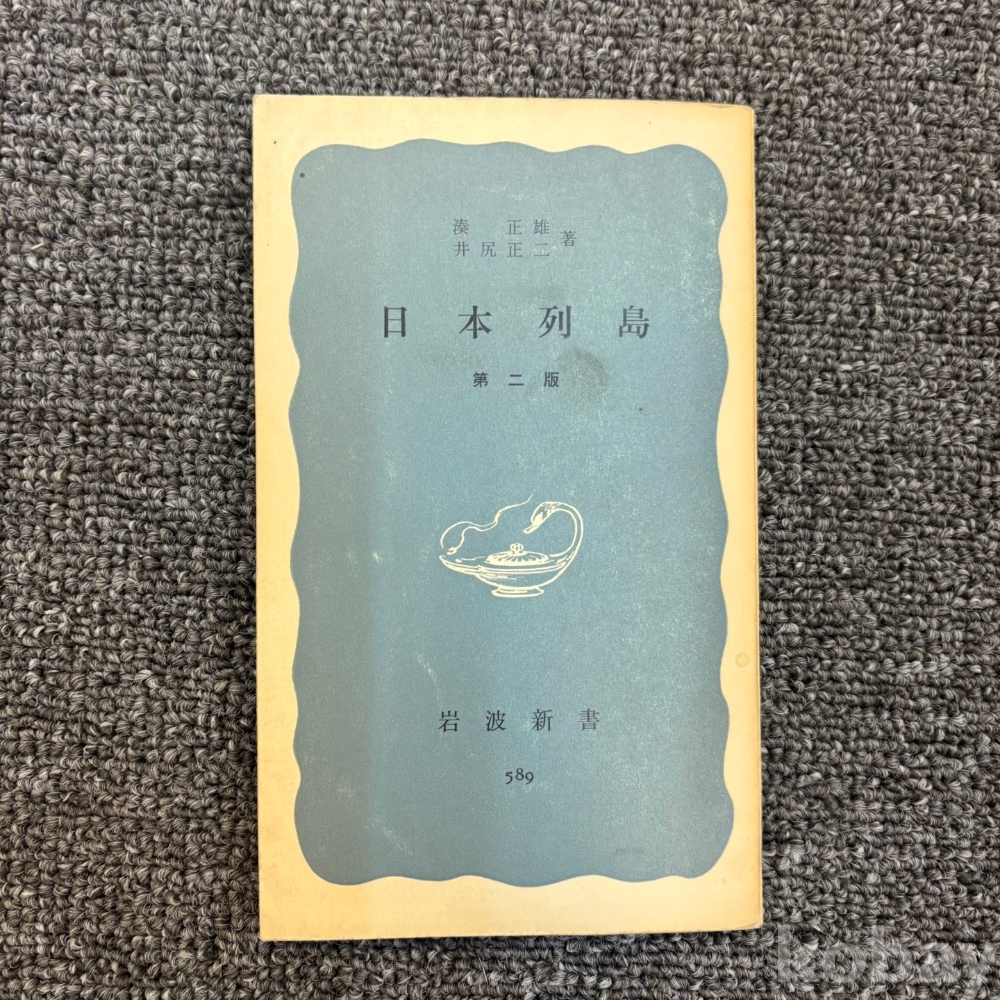 湊 正雄
井尻正二 著
日本列島
第二版
岩波新書
589
kobay